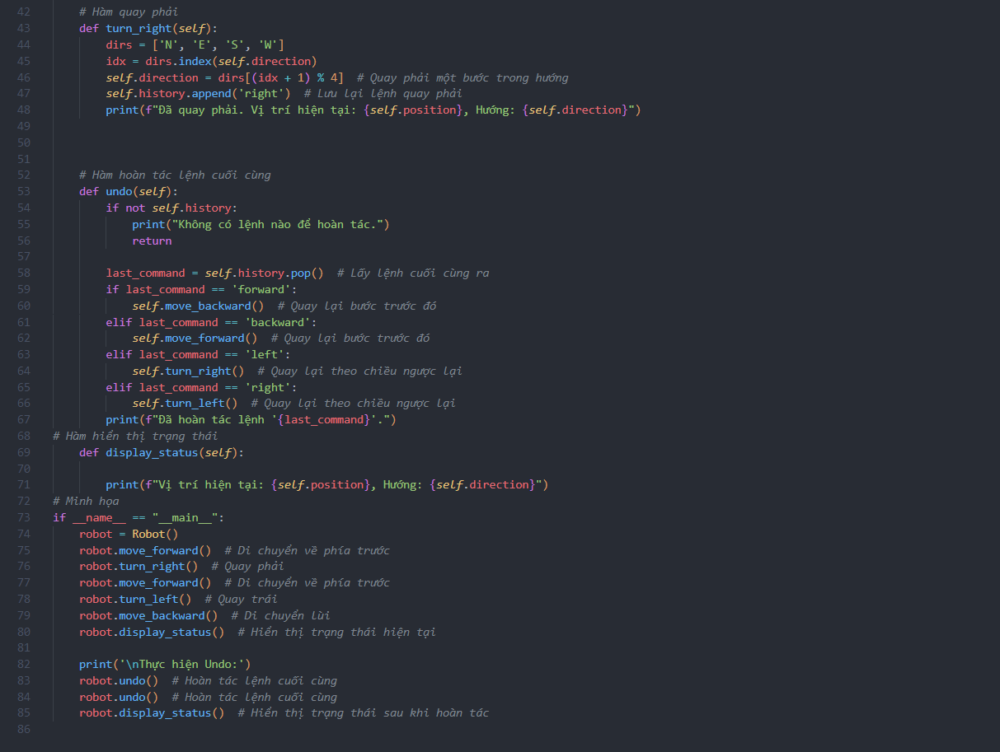 42 # Hàm quay phải
43 def turn_right(self):
44 dirs = ['N', 'E', 'S', 'W']
45 idx = dirs.index(self.direction)
46 self.direction = dirs[(idx + 1) % 4]  # Quay phải một bước trong hướng
47 self.history.append('right')  # Lưu lại lệnh quay phải
48 print(f"Đã quay phải. Vị trí hiện tại: {self.position}, Hướng: {self.direction}")
49
50
51
52 # Hàm hoàn tác lệnh cuối cùng
53 def undo(self):
54 if not self.history:
55 print("Không có lệnh nào để hoàn tác.")
56 return
57
58 last_command = self.history.pop()  # Lấy lệnh cuối cùng ra
59 if last_command == 'forward':
60 self.move_backward()  # Quay lại bước trước đó
61 elif last_command == 'backward':
62 self.move_forward()  # Quay lại bước trước đó
63 elif last_command == 'left':
64 self.turn_right()  # Quay lại theo chiều ngược lại
65 elif last_command == 'right':
66 self.turn_left()  # Quay lại theo chiều ngược lại
67 print(f"Đã hoàn tác lệnh '{last_command}'.")
68 # Hàm hiển thị trạng thái
69 def display_status(self):
70
71 print(f"Vị trí hiện tại: {self.position}, Hướng: {self.direction}")
72 # Minh họa
73 if __name__ == "__main__":
74 robot = Robot()
75 robot.move_forward()  # Di chuyển về phía trước
76 robot.turn_right()  # Quay phải
77 robot.move_forward()  # Di chuyển về phía trước
78 robot.turn_left()  # Quay trái
79 robot.move_backward()  # Di chuyển lùi
80 robot.display_status()  # Hiển thị trạng thái hiện tại
81
82 print('\nThực hiện Undo:')
83 robot.undo()  # Hoàn tác lệnh cuối cùng
84 robot.undo()  # Hoàn tác lệnh cuối cùng
85 robot.display_status()  # Hiển thị trạng thái sau khi hoàn tác
86